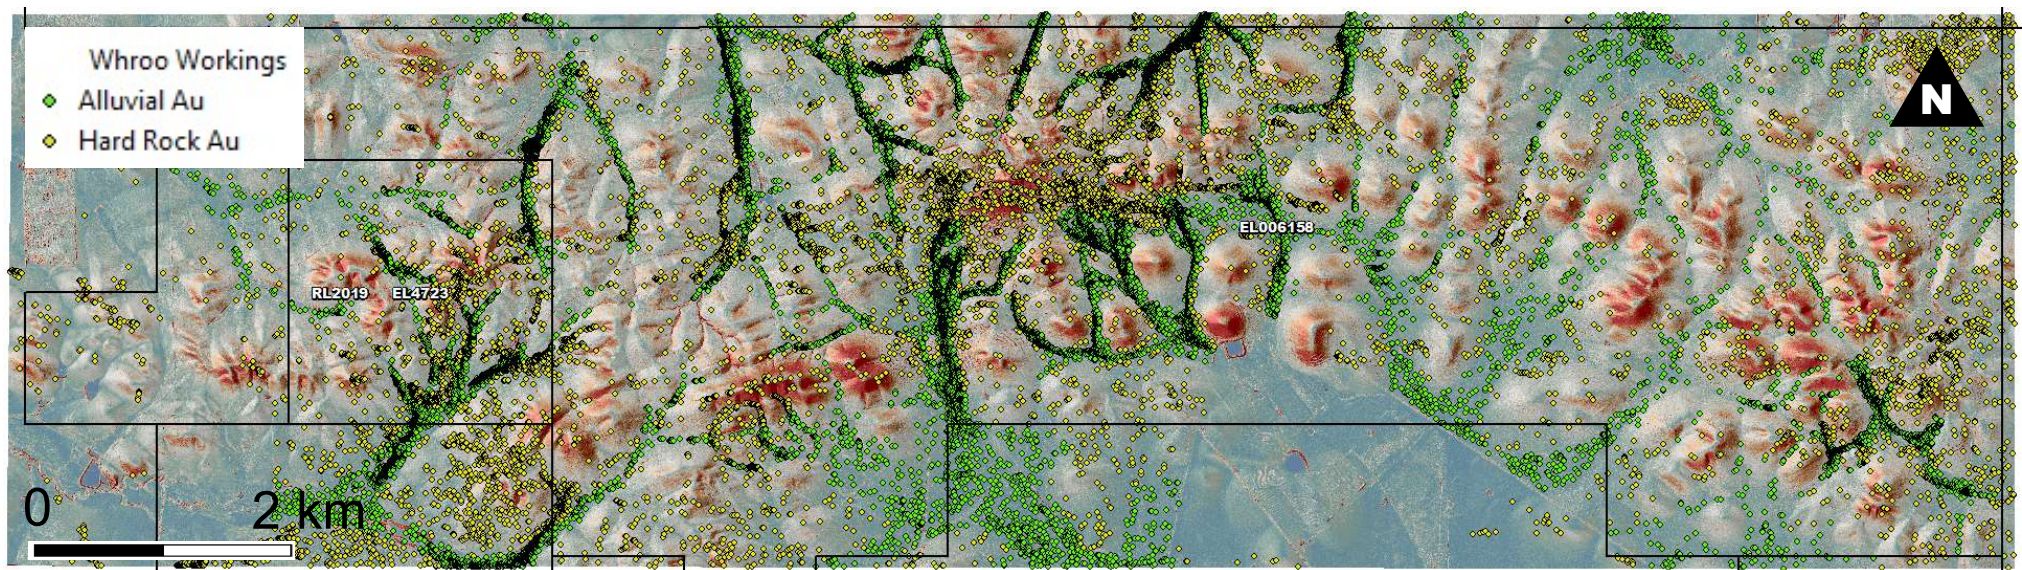 Whroo Workings
Alluvial Au
Hard Rock Au
N
EL006158
RL2019
EL4723
0
2 km